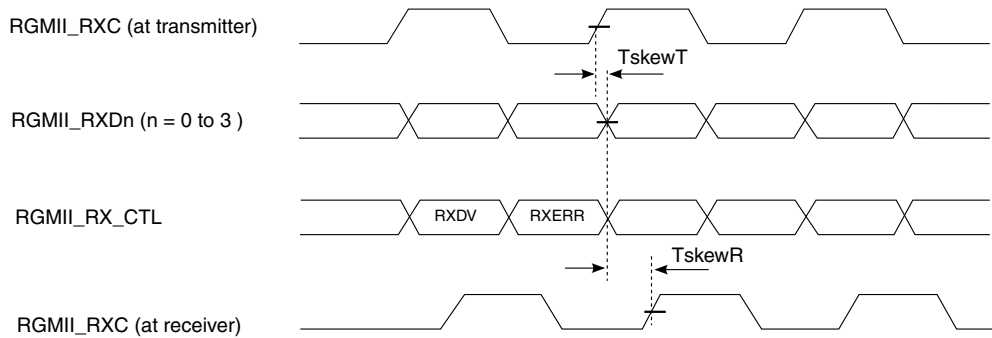 RGMII_RXC (at transmitter)
TskewT
RGMII_RXDn (n = 0 to 3 )
RGMII_RX_CTL
RXDV
RXERR
TskewR
RGMII_RXC (at receiver)